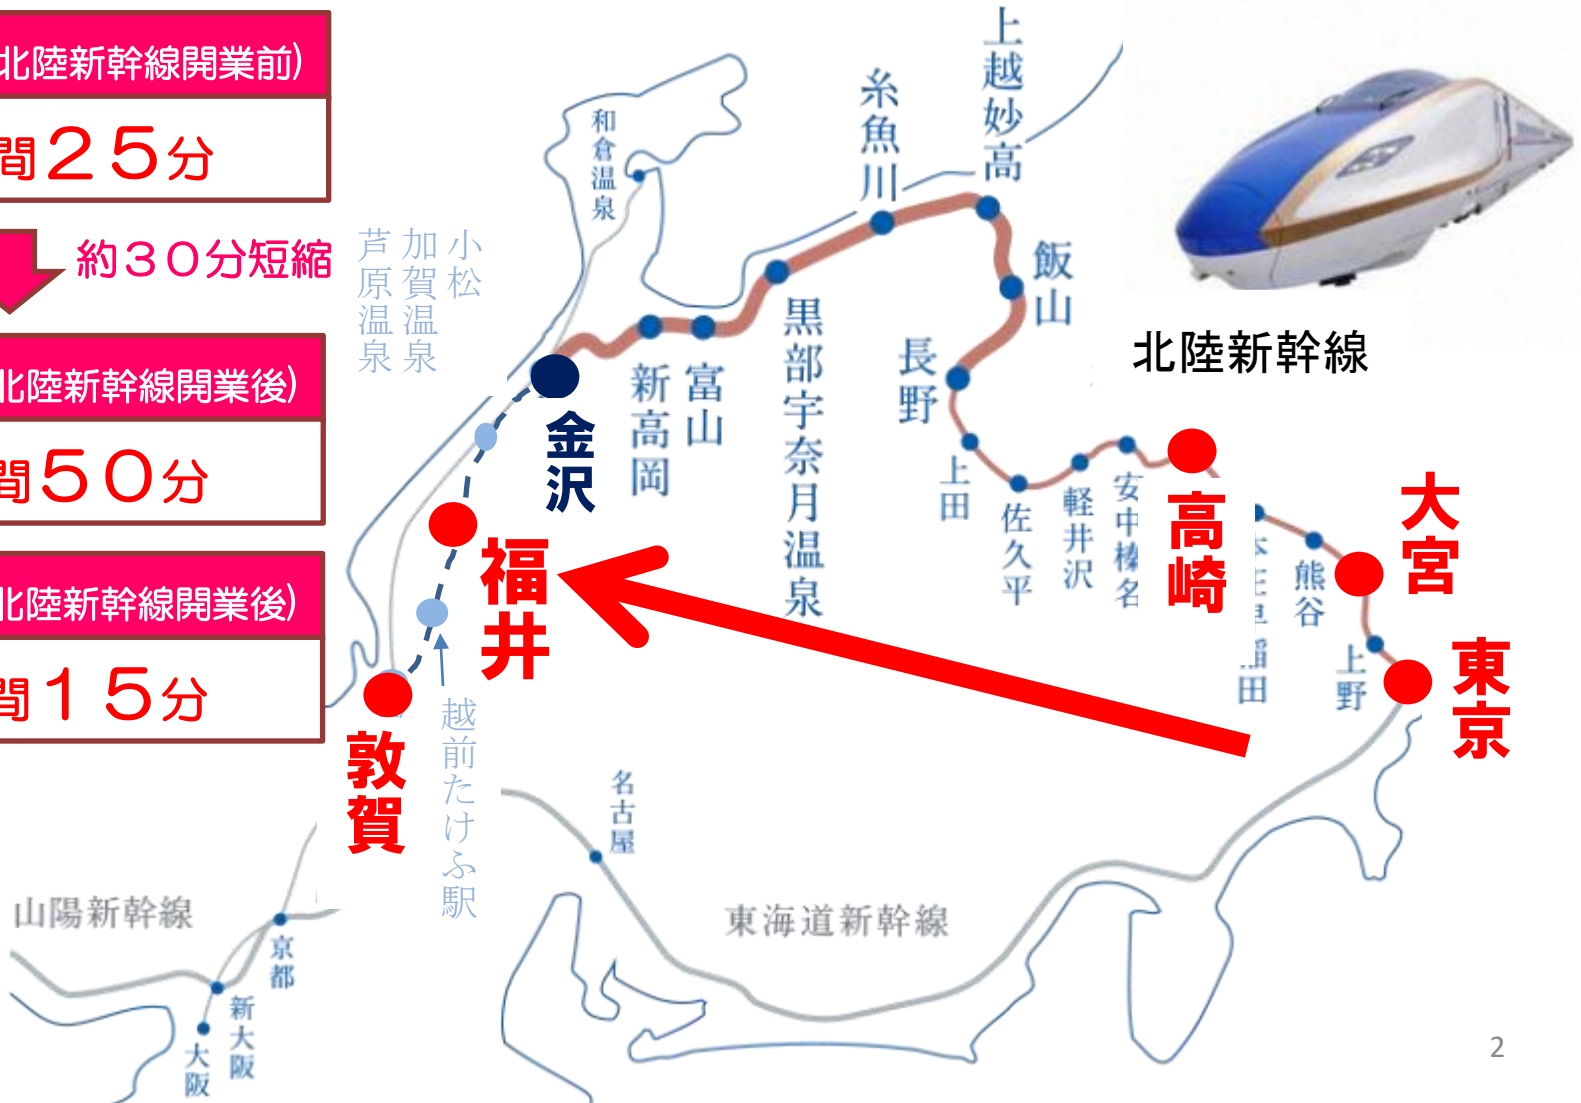 北陸新幹線開業前）
間２５分
約３０分短縮
北陸新幹線開業後）
間５０分
北陸新幹線開業後）
間１５分
和倉温泉
小松
加賀温泉
芦原温泉
金沢
新高岡
富山
黒部宇奈月温泉
糸魚川
上越妙高
飯山
長野
上田
佐久平
軽井沢
安中榛名
高崎
熊谷
大宮
上野
東京
北陸新幹線
福井
越前たけふ駅
敦賀
名古屋
東海道新幹線
山陽新幹線
京都
新大阪
大阪
2